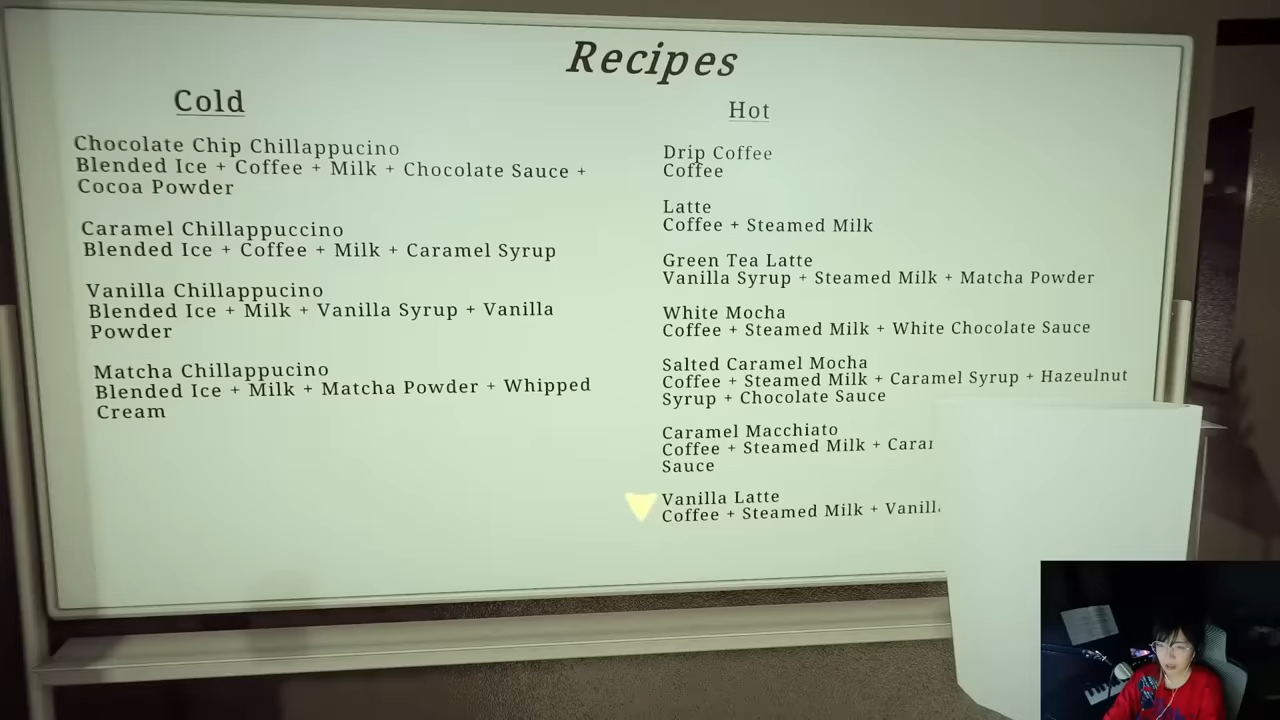 Recipes
Cold
Chocolate Chip Chillappucino
Blended Ice + Coffee + Milk + Chocolate Sauce +
Cocoa Powder
Caramel Chillappuccino
Blended Ice + Coffee + Milk + Caramel Syrup
Vanilla Chillappucino
Blended Ice + Milk + Vanilla Syrup + Vanilla
Powder
Matcha Chillappucino
Blended Ice + Milk + Matcha Powder + Whipped
Cream
Hot
Drip Coffee
Coffee
Latte
Coffee + Steamed Milk
Green Tea Latte
Vanilla Syrup + Steamed Milk + Matcha Powder
White Mocha
Coffee + Steamed Milk + White Chocolate Sauce
Salted Caramel Mocha
Coffee + Steamed Milk + Caramel Syrup + Hazeulnut
Syrup + Chocolate Sauce
Caramel Macchiato
Coffee + Steamed Milk +
Sauce
Vanilla Latte
Coffee + Steamed Milk +